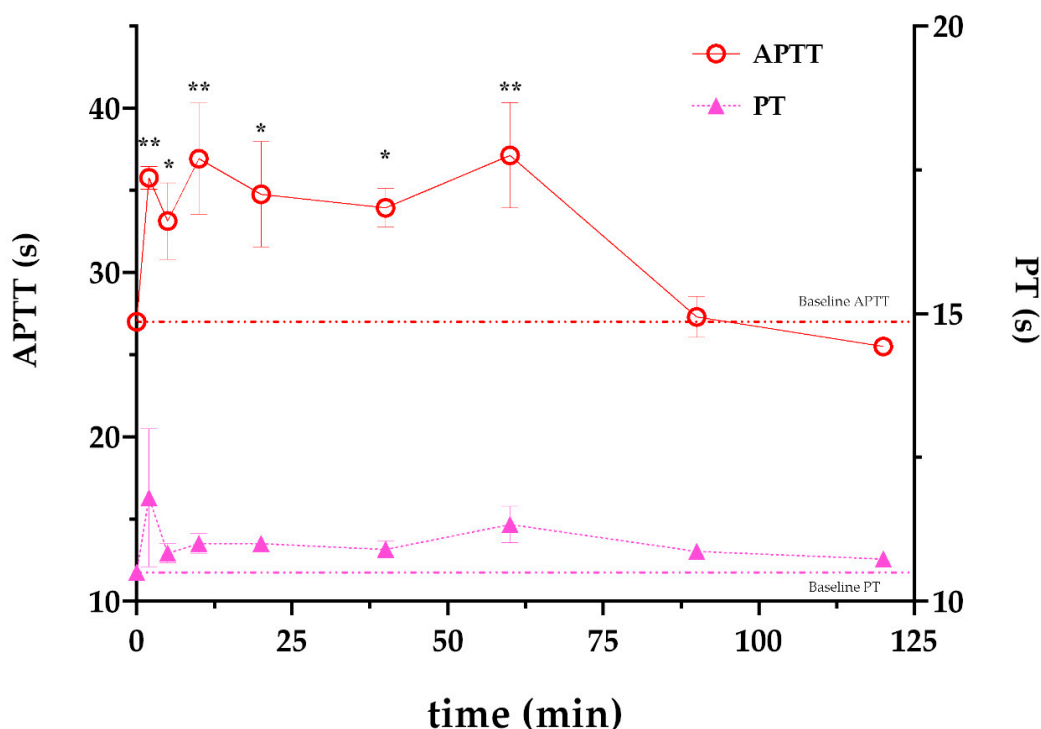 APTT
PT
**
**
**
*
*
*
40
30
20
10
20
15
10
APTT (s)
PT (s)
Baseline APTT
Baseline PT
0
25
50
75
100
125
time (min)